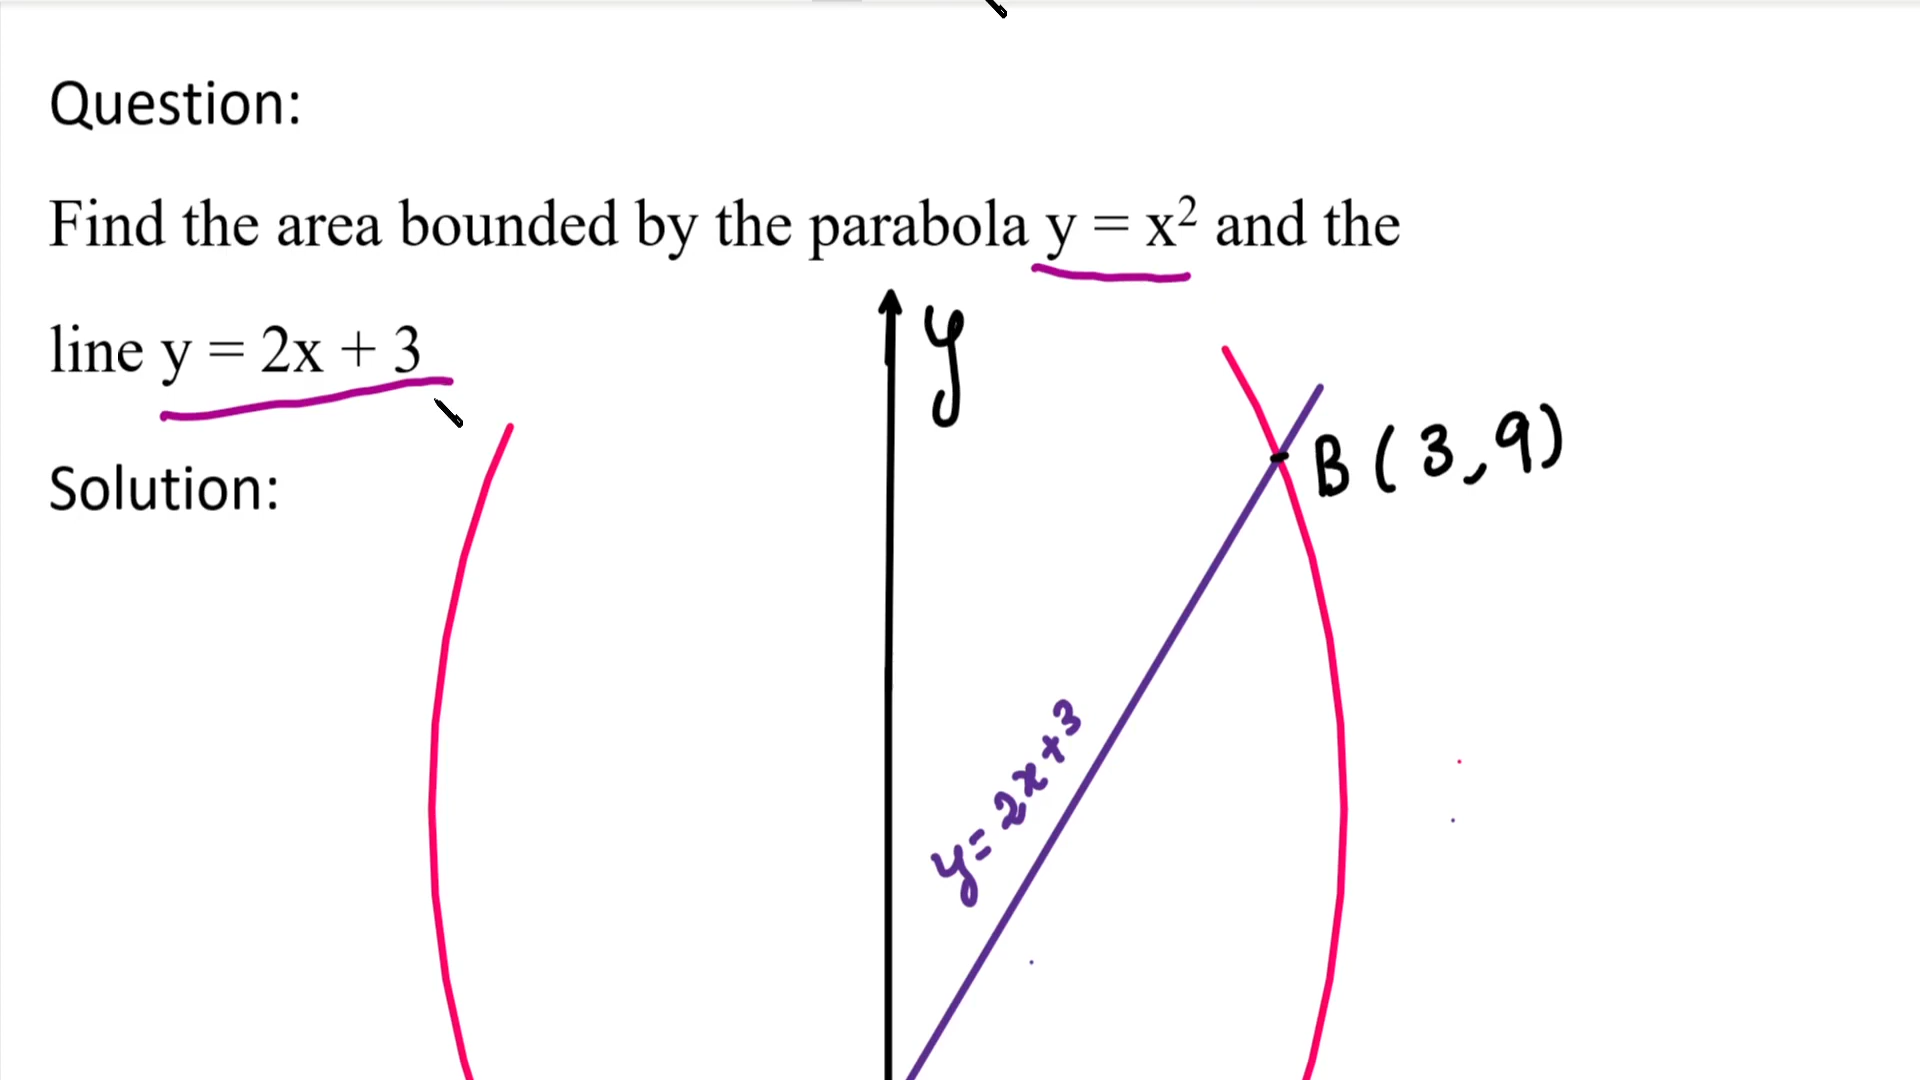 Question:
Find the area bounded by the parabola y = x² and the
line y = 2x + 3
y
B(3,9)
Solution:
y=2x+3